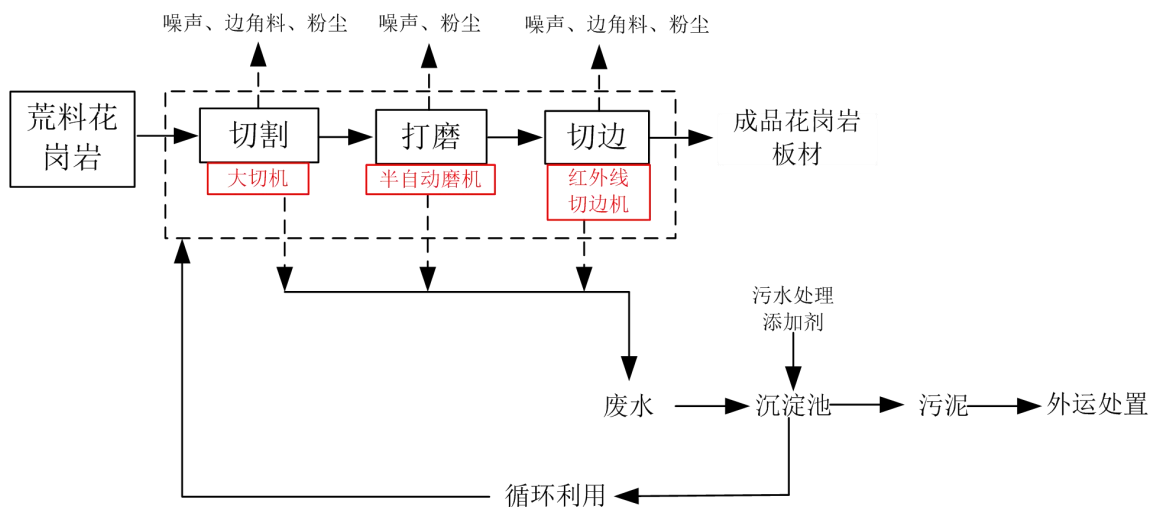 噪声、边角料、粉尘
噪声、粉尘
噪声、边角料、粉尘
荒料花
岗岩
切割
打磨
切边
成品花岗岩
板材
大切机
半自动磨机
红外线
切边机
污水处理
添加剂
废水
沉淀池
污泥
外运处置
循环利用